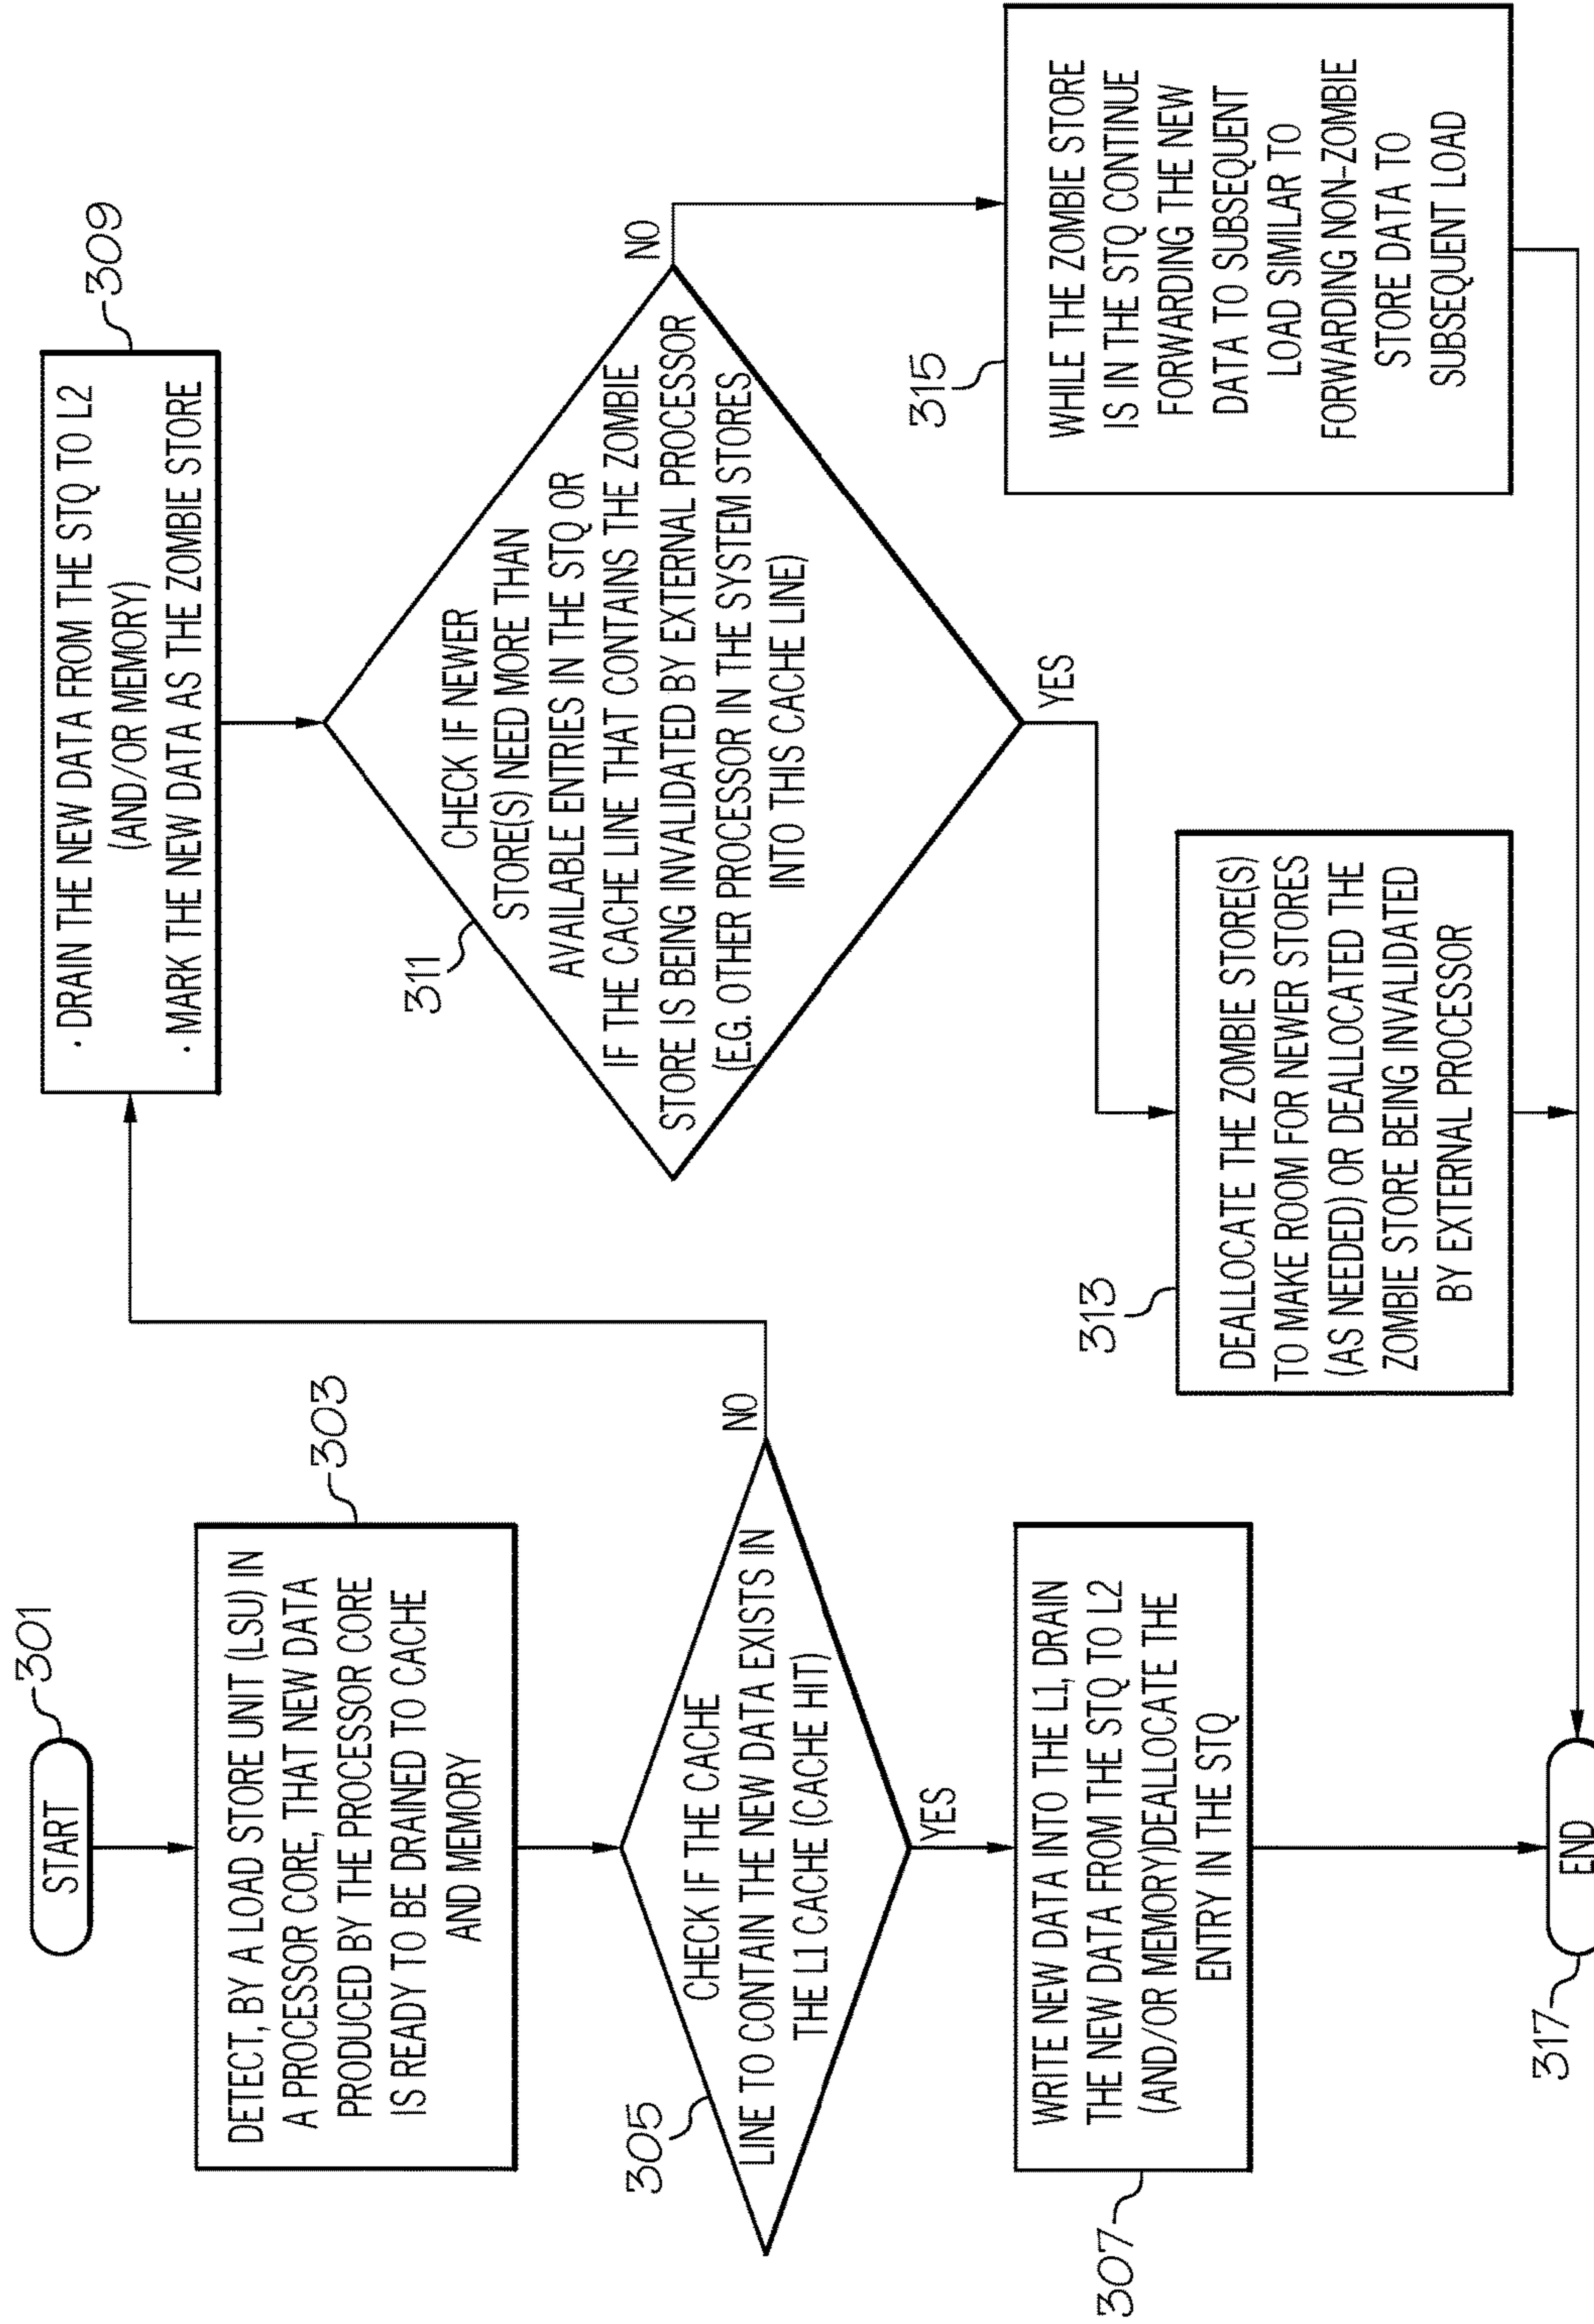 START
301
DETECT, BY A LOAD STORE UNIT (LSU) IN
A PROCESSOR CORE, THAT NEW DATA
PRODUCED BY THE PROCESSOR CORE
IS READY TO BE DRAINED TO CACHE
AND MEMORY
303
CHECK IF THE CACHE
LINE TO CONTAIN THE NEW DATA EXISTS IN
THE L1 CACHE (CACHE HIT)
305
NO
YES
WRITE NEW DATA INTO THE L1, DRAIN
THE NEW DATA FROM THE STQ TO L2
(AND/OR MEMORY)DEALLOCATE THE
ENTRY IN THE STQ
307
· DRAIN THE NEW DATA FROM THE STQ TO L2
(AND/OR MEMORY)
· MARK THE NEW DATA AS THE ZOMBIE STORE
309
CHECK IF NEWER
STORE(S) NEED MORE THAN
AVAILABLE ENTRIES IN THE STQ OR
IF THE CACHE LINE THAT CONTAINS THE ZOMBIE
STORE IS BEING INVALIDATED BY EXTERNAL PROCESSOR
(E.G. OTHER PROCESSOR IN THE SYSTEM STORES
INTO THIS CACHE LINE)
311
NO
YES
DEALLOCATE THE ZOMBIE STORE(S)
TO MAKE ROOM FOR NEWER STORES
(AS NEEDED) OR DEALLOCATED THE
ZOMBIE STORE BEING INVALIDATED
BY EXTERNAL PROCESSOR
313
315
WHILE THE ZOMBIE STORE
IS IN THE STQ CONTINUE
FORWARDING THE NEW
DATA TO SUBSEQUENT
LOAD SIMILAR TO
FORWARDING NON-ZOMBIE
STORE DATA TO
SUBSEQUENT LOAD
END
317